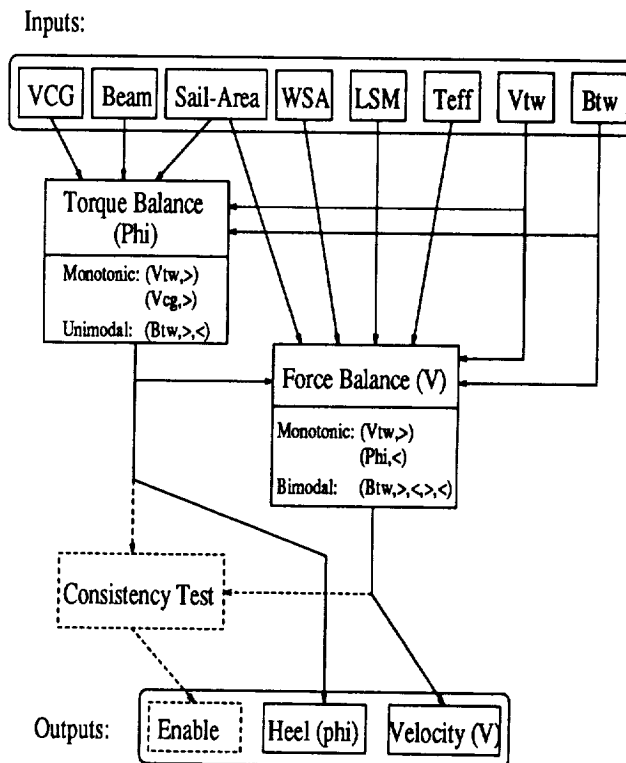 Inputs:
VCG Beam Sail-Area WSA LSM Teff Vtw Btw
Torque Balance
(Phi)
Monotonic: (Vtw,>)
(Vcg,>)
Unimodal: (Btw,>,<)
Force Balance (V)
Monotonic: (Vtw,>)
(Phi,<)
Bimodal: (Btw,>,<,>,<)
Consistency Test
Outputs: Enable Heel (phi) Velocity (V)